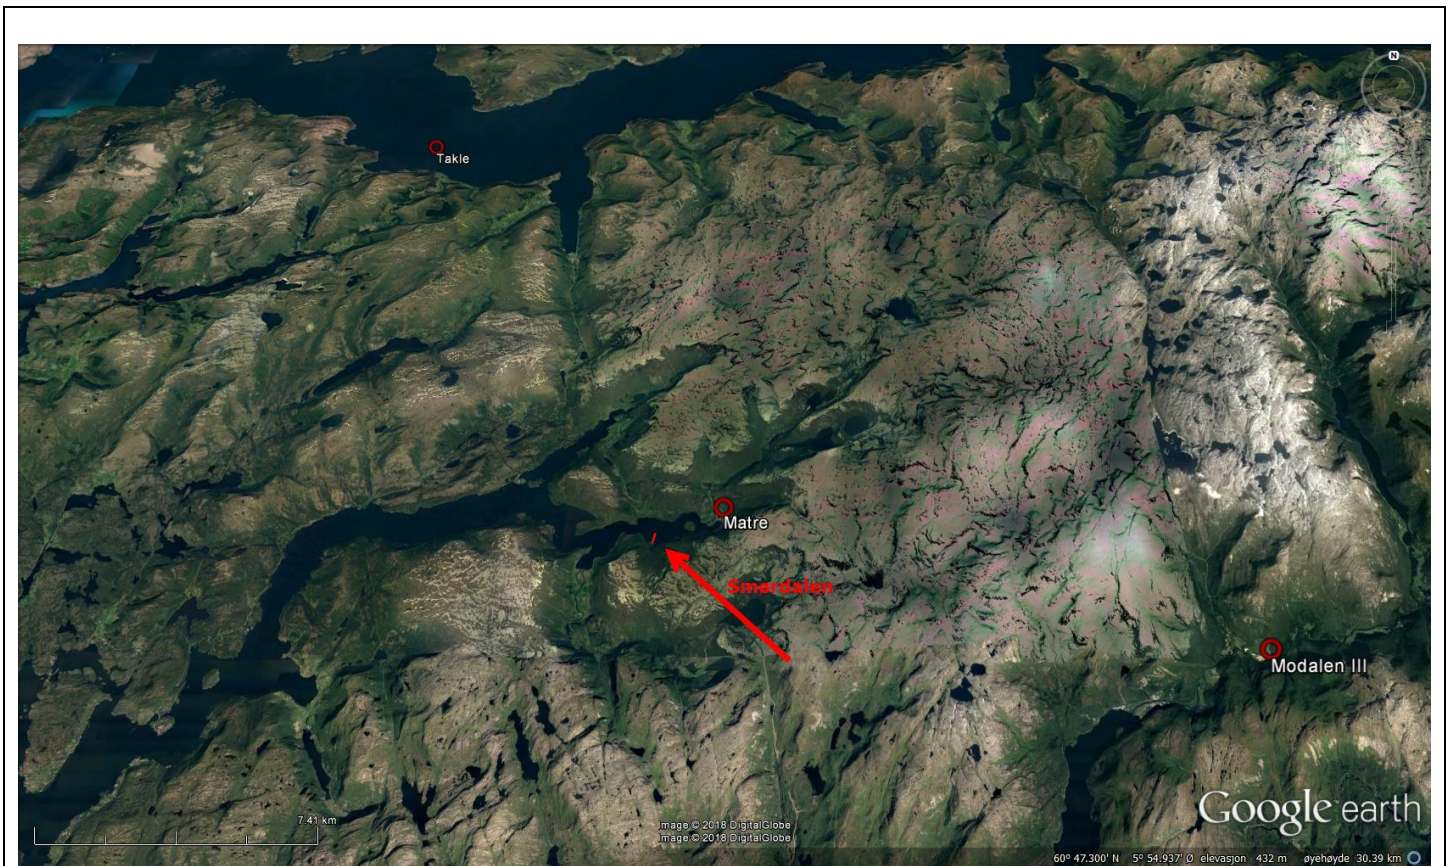 N
Takle
Matre
Smørdalen
Modalen III
Google earth
7.41 km
Image © 2018 DigitalGlobe
Image © 2018 DigitalGlobe
60° 47.300' N 5° 54.937' Ø elevasjon 432 m øyehøyde 30.39 km